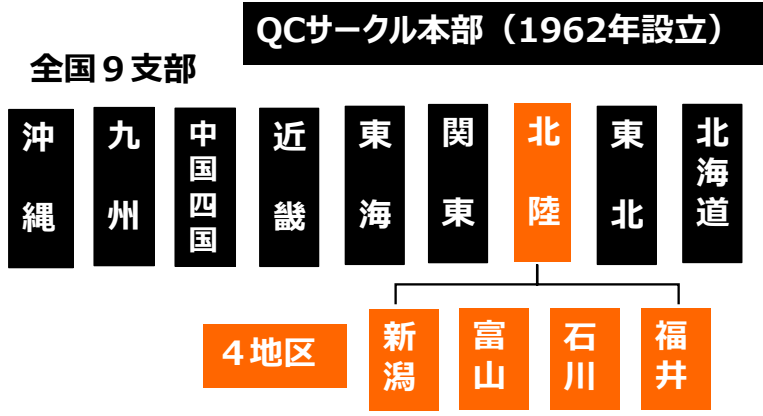 QCサークル本部（1962年設立）
全国９支部
沖縄
九州
中国四国
近畿
東海
関東
北陸
東北
北海道
４地区
新潟
富山
石川
福井